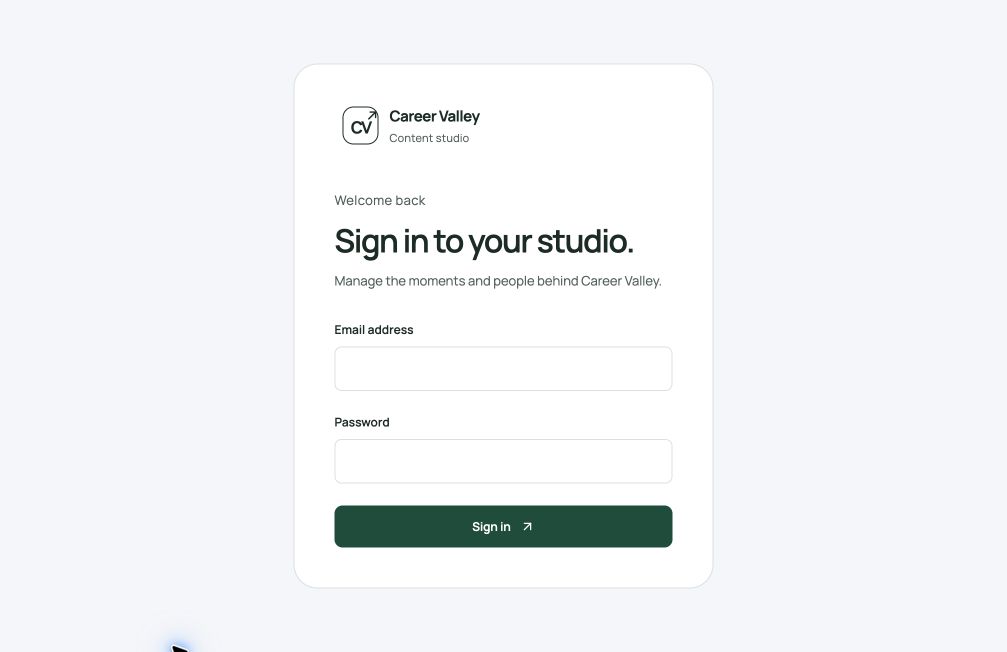 CV
Career Valley
Content studio
Welcome back
Sign in to your studio.
Manage the moments and people behind Career Valley.
Email address
Password
Sign in